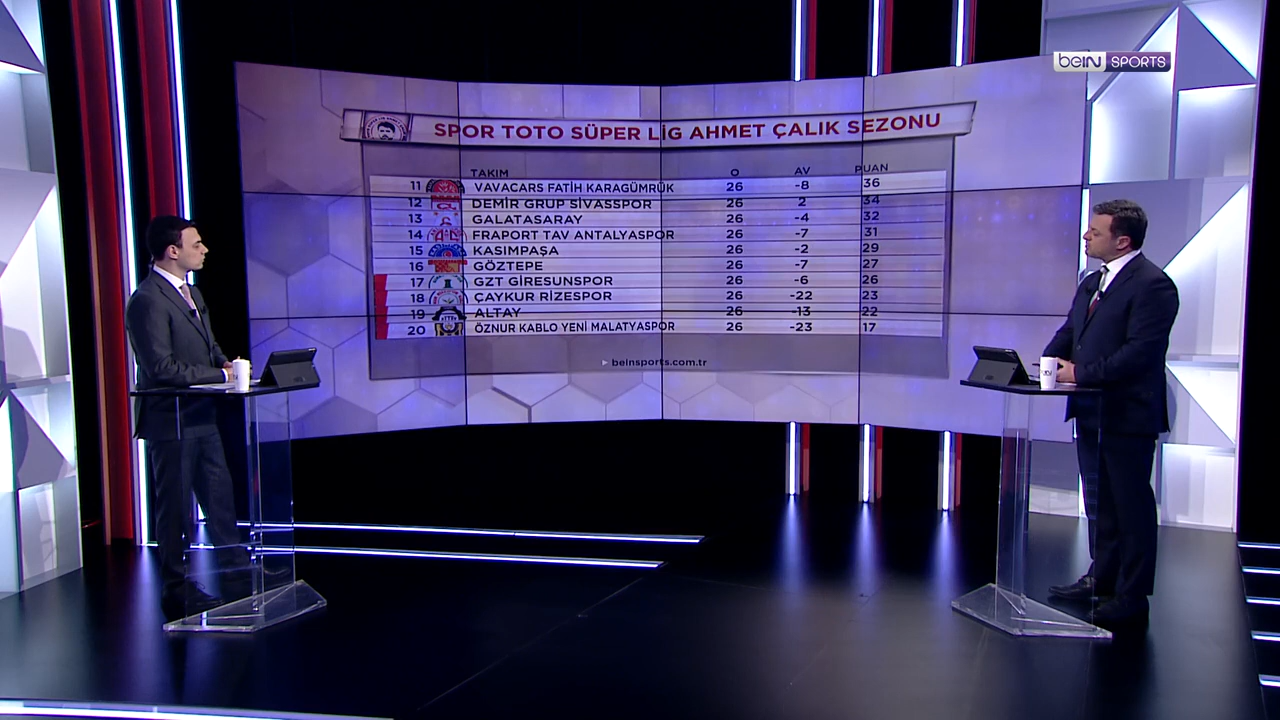 beIN SPORTS
SPOR TOTO SÜPER LİG AHMET ÇALIK SEZONU
TAKIM O AV PUAN
11 VAVACARS FATİH KARAGÜMRÜK 26 -8 36
12 DEMİR GRUP SİVASSPOR 26 2 34
13 GALATASARAY 26 -4 32
14 FRAPORT TAV ANTALYASPOR 26 -7 31
15 KASIMPAŞA 26 -2 29
16 GÖZTEPE 26 -7 27
17 GZT GİRESUNSPOR 26 -6 26
18 ÇAYKUR RİZESPOR 26 -22 23
19 ALTAY 26 -13 22
20 ÖZNUR KABLO YENİ MALATYASPOR 26 -23 17
beinsports.com.tr